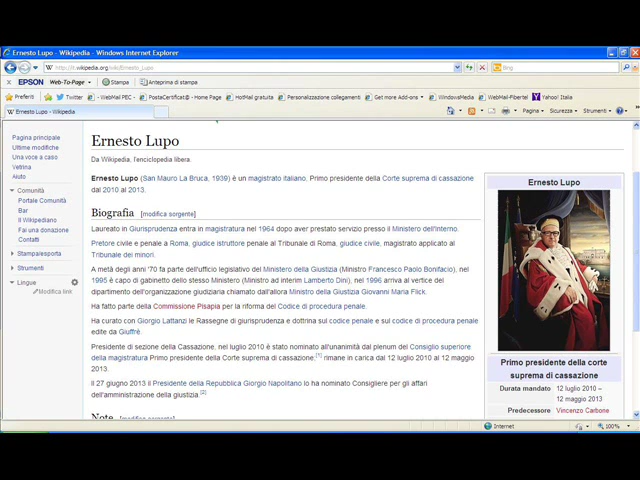 Ernesto Lupo - Wikipedia - Windows Internet Explorer
http://it.wikipedia.org/wiki/Ernesto_Lupo
Bing
EPSON Web-To-Page Stampa Anteprima di stampa
Preferiti Twitter WebMail PEC - PostaCertificat@ - Home Page HotMail gratuita Personalizzazione collegamenti Get more Add-ons WindowsMedia WebMail-Fibertel Yahoo! Italia
Ernesto Lupo - Wikipedia
Pagina Sicurezza Strumenti
Pagina principale
Ultime modifiche
Una voce a caso
Vetrina
Aiuto
Comunità
Portale Comunità
Bar
Il Wikipediano
Fai una donazione
Contatti
Stampa/esporta
Strumenti
Lingue
Modifica link
Ernesto Lupo
Da Wikipedia, l'enciclopedia libera.
Ernesto Lupo (San Mauro La Bruca, 1939) è un magistrato italiano. Primo presidente della Corte suprema di cassazione
dal 2010 al 2013.
Biografia [modifica sorgente]
Laureato in Giurisprudenza entra in magistratura nel 1964 dopo aver prestato servizio presso il Ministero dell'Interno.
Pretore civile e penale a Roma, giudice istruttore penale al Tribunale di Roma, giudice civile, magistrato applicato al
Tribunale dei minori.
A metà degli anni '70 fa parte dell'ufficio legislativo del Ministero della Giustizia (Ministro Francesco Paolo Bonifacio), nel
1995 è capo di gabinetto dello stesso Ministero (Ministro ad interim Lamberto Dini), nel 1996 arriva al vertice del
dipartimento dell'organizzazione giudiziaria chiamato dall'allora Ministro della Giustizia Giovanni Maria Flick.
Ha fatto parte della Commissione Pisapia per la riforma del Codice di procedura penale.
Ha curato con Giorgio Lattanzi le Rassegne di giurisprudenza e dottrina sul codice penale e sul codice di procedura penale
edite da Giuffrè.
Presidente di sezione della Cassazione, nel luglio 2010 è stato nominato all'unanimità dal plenum del Consiglio superiore
della magistratura Primo presidente della Corte suprema di cassazione;[1] rimane in carica dal 12 luglio 2010 al 12 maggio
2013.
Il 27 giugno 2013 il Presidente della Repubblica Giorgio Napolitano lo ha nominato Consigliere per gli affari
dell'amministrazione della giustizia.[2]
Note [modifica sorgente]
Ernesto Lupo
Primo presidente della corte
suprema di cassazione
Durata mandato 12 luglio 2010 –
12 maggio 2013
Predecessore Vincenzo Carbone
Internet
100%